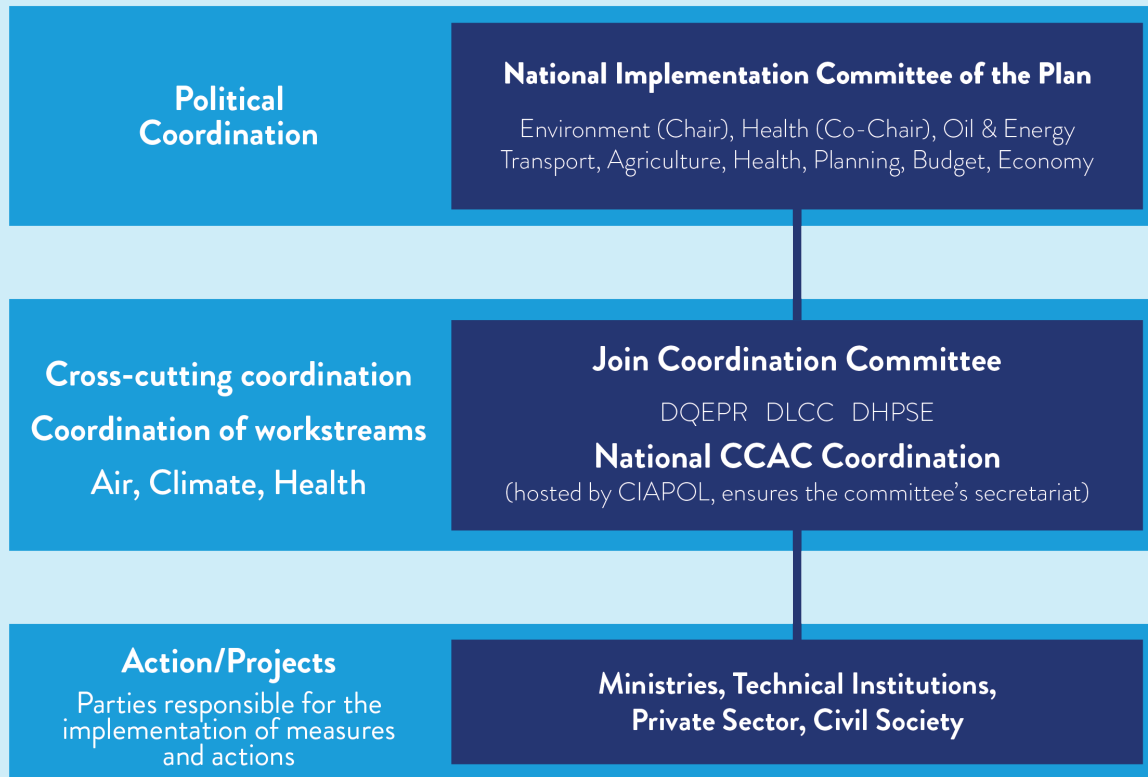 Political
Coordination
National Implementation Committee of the Plan
Environment (Chair), Health (Co-Chair), Oil & Energy
Transport, Agriculture, Health, Planning, Budget, Economy
Cross-cutting coordination
Coordination of workstreams
Air, Climate, Health
Join Coordination Committee
DQEPR DLCC DHPSE
National CCAC Coordination
(hosted by CIAPOL, ensures the committee's secretariat)
Action/Projects
Parties responsible for the
implementation of measures
and actions
Ministries, Technical Institutions,
Private Sector, Civil Society